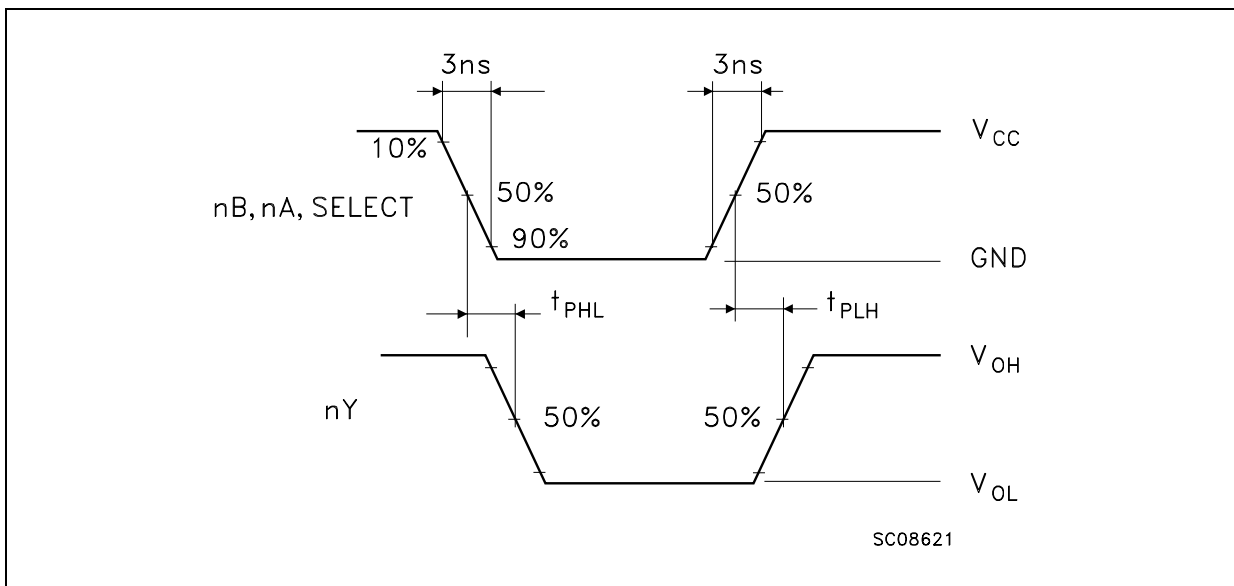 3ns 3ns
10% V_CC
nB, nA, SELECT 50% 50%
90% GND
t_PHL t_PLH
V_OH
nY 50% 50%
V_OL
SC08621